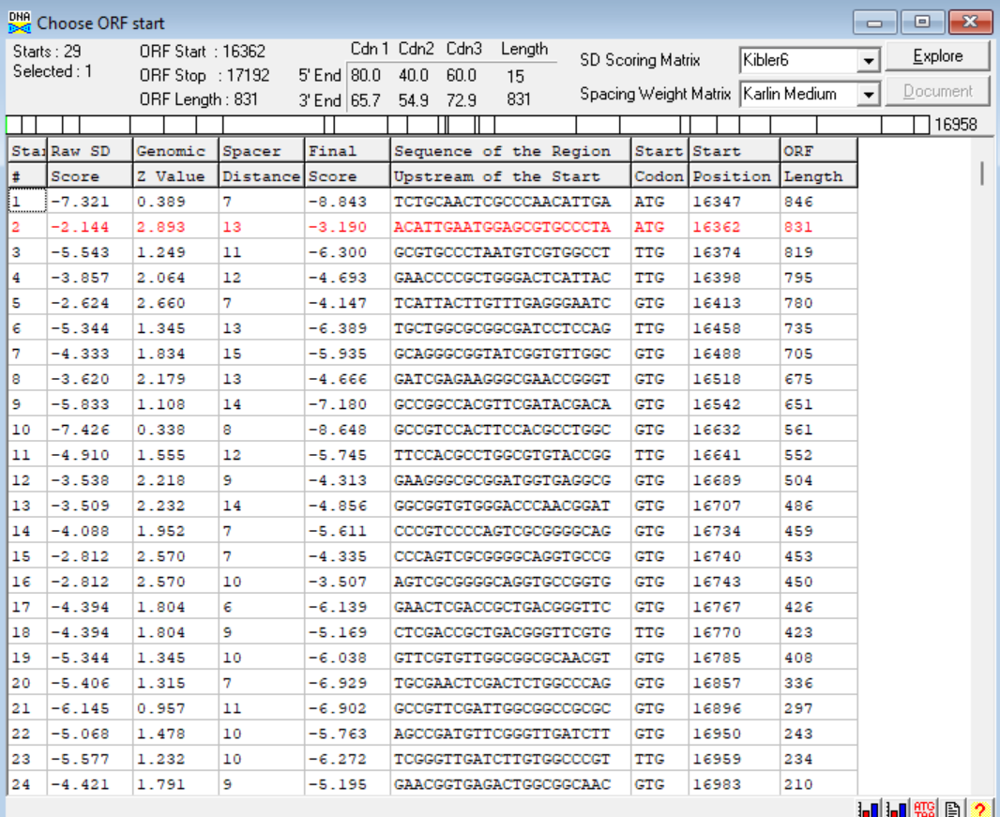 DNA Choose ORF start
Starts : 29 ORF Start : 16362 Cdn 1 Cdn2 Cdn3 Length SD Scoring Matrix Kibler6 Explore
Selected : 1 ORF Stop : 17192 5' End 80.0 40.0 60.0 15
ORF Length : 831 3' End 65.7 54.9 72.9 831 Spacing Weight Matrix Karlin Medium Document
16958
Star Raw SD Genomic Spacer Final Sequence of the Region Start Start ORF
# Score Z Value Distance Score Upstream of the Start Codon Position Length
1 -7.321 0.389 7 -8.843 TCTGCAACTCGCCCAACATTGA ATG 16347 846
2 -2.144 2.893 13 -3.190 ACATTGAATGGAGCGTGCCCTA ATG 16362 831
3 -5.543 1.249 11 -6.300 GCGTGCCCTAATGTCGTGGCCT TTG 16374 819
4 -3.857 2.064 12 -4.693 GAACCCCGCTGGGACTCATTAC TTG 16398 795
5 -2.624 2.660 7 -4.147 TCATTACTTGTTTGAGGGAATC GTG 16413 780
6 -5.344 1.345 13 -6.389 TGCTGGCGCGGCGATCCTCCAG TTG 16458 735
7 -4.333 1.834 15 -5.935 GCAGGGCGGTATCGGTGTTGGC GTG 16488 705
8 -3.620 2.179 13 -4.666 GATCGAGAAGGGCGAACCGGGT GTG 16518 675
9 -5.833 1.108 14 -7.180 GCCGGCCACGTTCGATACGACA GTG 16542 651
10 -7.426 0.338 8 -8.648 GCCGTCCACTTCCACGCCTGGC GTG 16632 561
11 -4.910 1.555 12 -5.745 TTCCACGCCTGGCGTGTACCGG TTG 16641 552
12 -3.538 2.218 9 -4.313 GAAGGGCGCGGATGGTGAGGCG GTG 16689 504
13 -3.509 2.232 14 -4.856 GGCGGTGTGGGACCCAACGGAT GTG 16707 486
14 -4.088 1.952 7 -5.611 CCCGTCCCCAGTCGCGGGGCAG GTG 16734 459
15 -2.812 2.570 7 -4.335 CCCAGTCGCGGGGCAGGTGCCG GTG 16740 453
16 -2.812 2.570 10 -3.507 AGTCGCGGGGCAGGTGCCGGTG GTG 16743 450
17 -4.394 1.804 6 -6.139 GAACTCGACCGCTGACGGGTTC GTG 16767 426
18 -4.394 1.804 9 -5.169 CTCGACCGCTGACGGGTTCGTG TTG 16770 423
19 -5.344 1.345 10 -6.038 GTTCGTGTTGGCGGCGCAACGT GTG 16785 408
20 -5.406 1.315 7 -6.929 TGCGAACTCGACTCTGGCCCAG GTG 16857 336
21 -6.145 0.957 11 -6.902 GCCGTTCGATTGGCGGCCGCGC GTG 16896 297
22 -5.068 1.478 10 -5.763 AGCCGATGTTCGGGTTGATCTT GTG 16950 243
23 -5.577 1.232 10 -6.272 TCGGGTTGATCTTGTGGCCCGT TTG 16959 234
24 -4.421 1.791 9 -5.195 GAACGGTGAGACTGGCGGCAAC GTG 16983 210
ATG
TAA ?